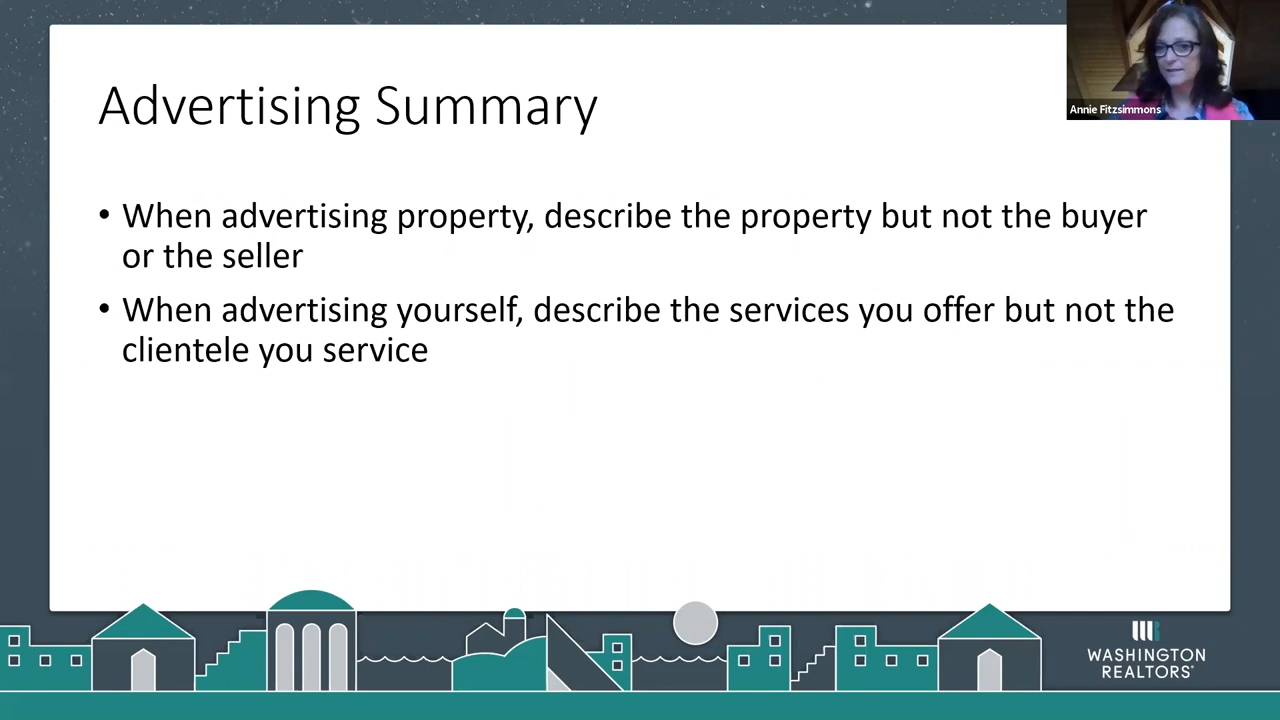 Advertising Summary
Annie Fitzsimmons
• When advertising property, describe the property but not the buyer
or the seller
• When advertising yourself, describe the services you offer but not the
clientele you service
WASHINGTON
REALTORS®